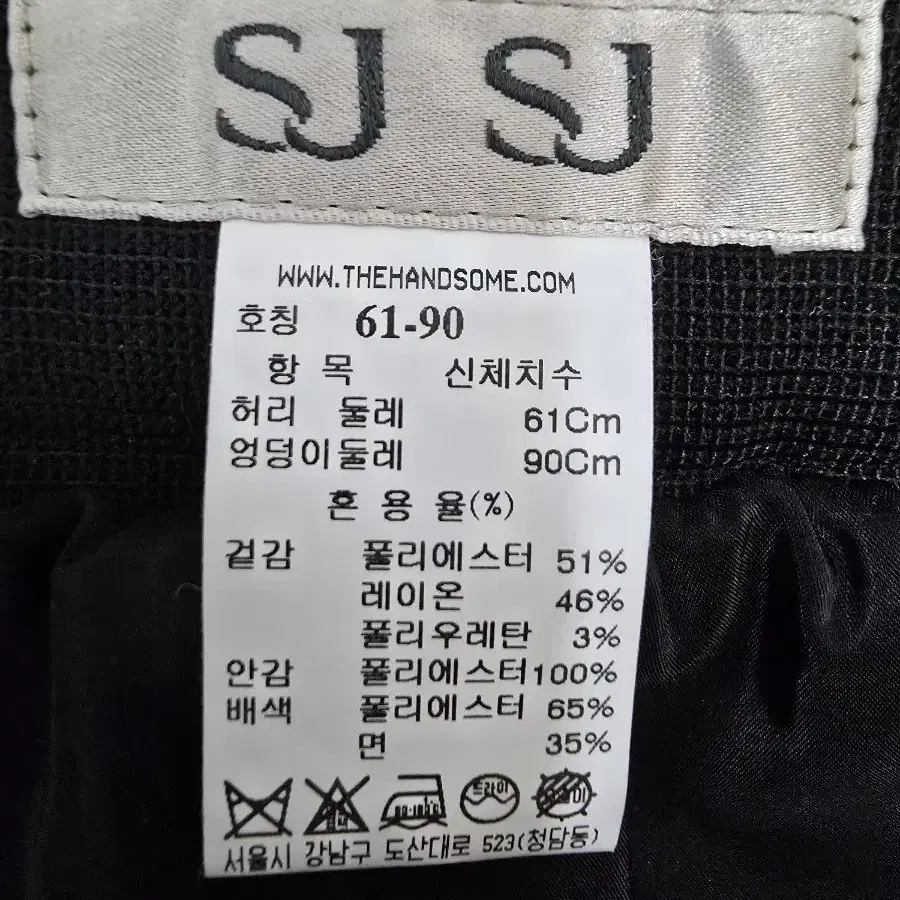 SJ SJ
WWW.THEHANDSOME.COM
호칭 61-90
항 목 신체치수
허리 둘레 61Cm
엉덩이둘레 90Cm
혼 용 율(%)
겉감 폴리에스터 51%
레이온 46%
폴리우레탄 3%
안감 폴리에스터100%
배색 폴리에스터 65%
면 35%
드라이
서울시 강남구 도산대로 523(청담동)